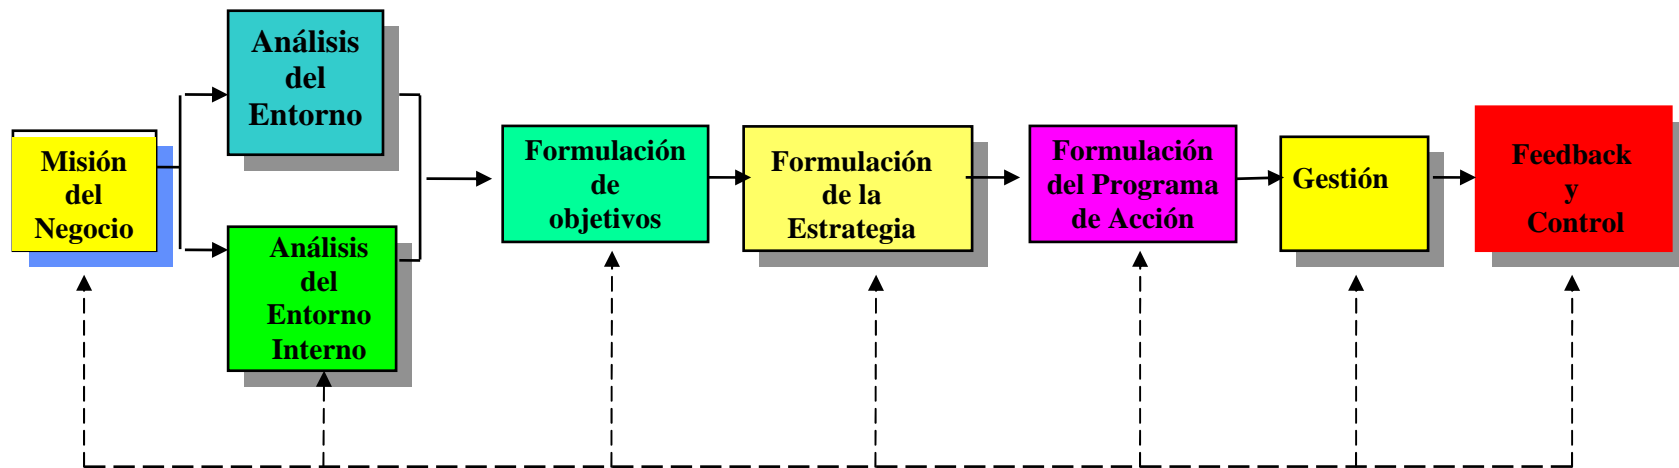 Misión
del
Negocio
Análisis
del
Entorno
Análisis
del
Entorno
Interno
Formulación
de
objetivos
Formulación
de la
Estrategia
Formulación
del Programa
de Acción
Gestión
Feedback
y
Control